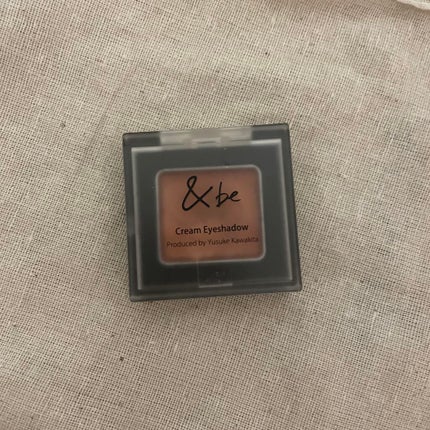 &be
Cream Eyeshadow
Produced by Yusuke Kawakita